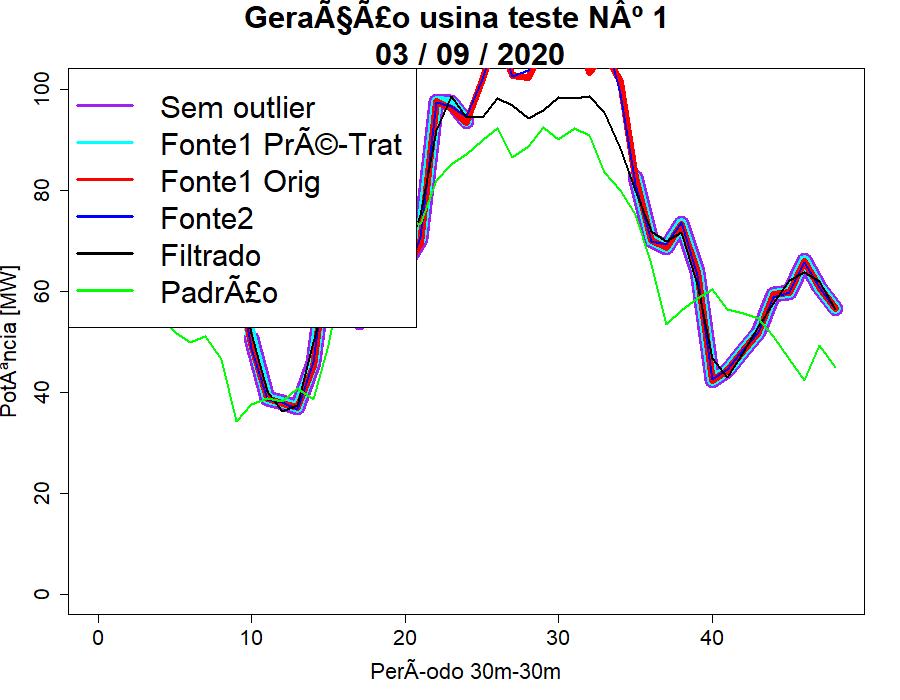 GeraÃ§Ã£o usina teste NÂº 1
03 / 09 / 2020
Sem outlier
Fonte1 PrÃ©-Trat
Fonte1 Orig
Fonte2
Filtrado
PadrÃ£o
PotÃªncia [MW]
100
80
60
40
20
0
0 10 20 30 40
PerÃ­-odo 30m-30m